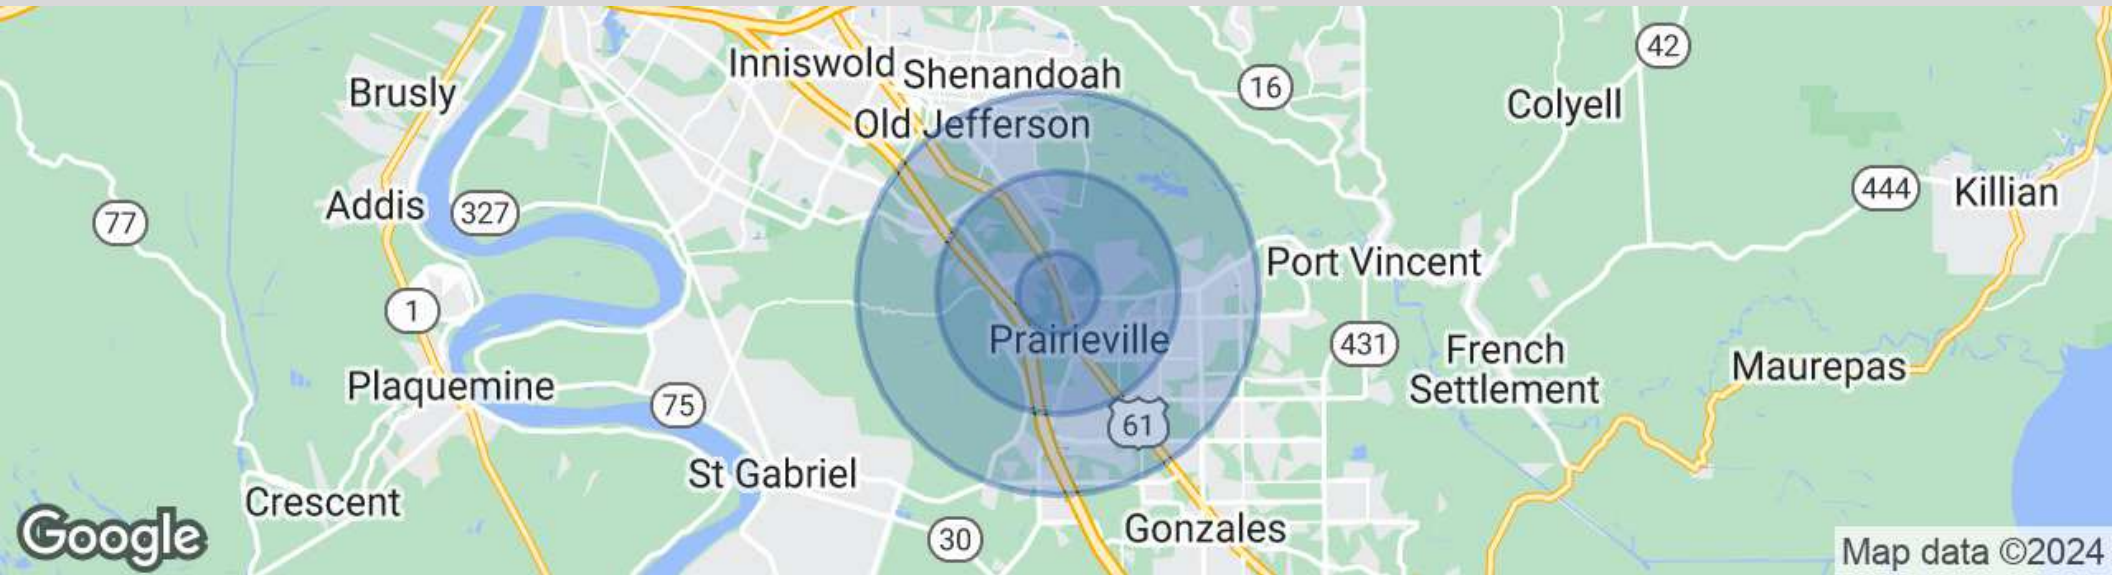 42
Inniswold
Shenandoah
16
Brusly
Colyell
Old Jefferson
444
Killian
Addis
327
77
Port Vincent
1
Prairieville
431
French
Settlement
Maurepas
Plaquemine
75
61
St Gabriel
Crescent
Gonzales
Google
30
Map data ©2024